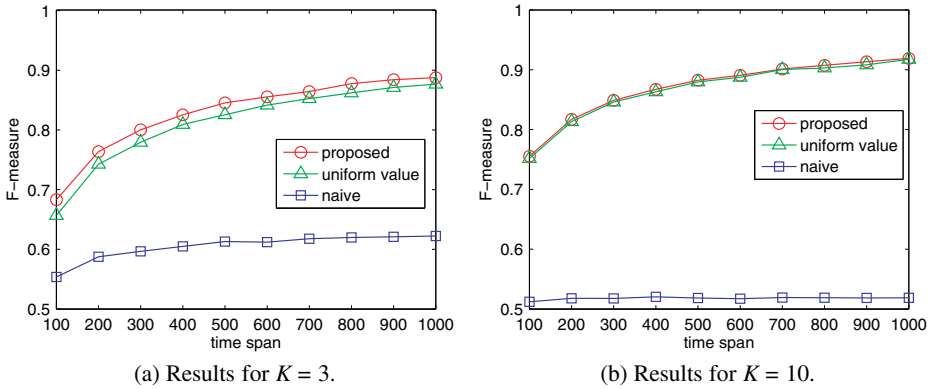 1
0.9
0.8
0.7
0.6
0.5
F-measure
proposed
uniform value
naive
100 200 300 400 500 600 700 800 900 1000
time span
(a) Results for K = 3.
1
0.9
0.8
0.7
0.6
0.5
F-measure
proposed
uniform value
naive
100 200 300 400 500 600 700 800 900 1000
time span
(b) Results for K = 10.